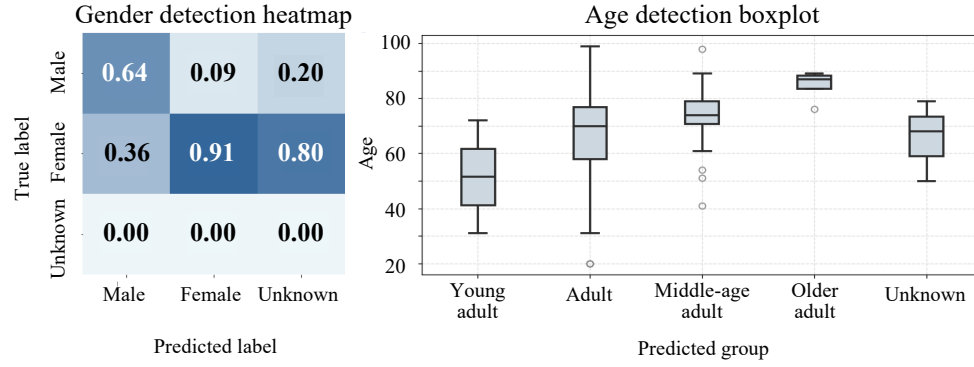 Gender detection heatmap
True label
Male
0.64 0.09 0.20
Female
0.36 0.91 0.80
Unknown
0.00 0.00 0.00
Male Female Unknown
Predicted label
Age detection boxplot
Age
100
80
60
40
20
Young
adult
Adult
Middle-age
adult
Older
adult
Unknown
Predicted group